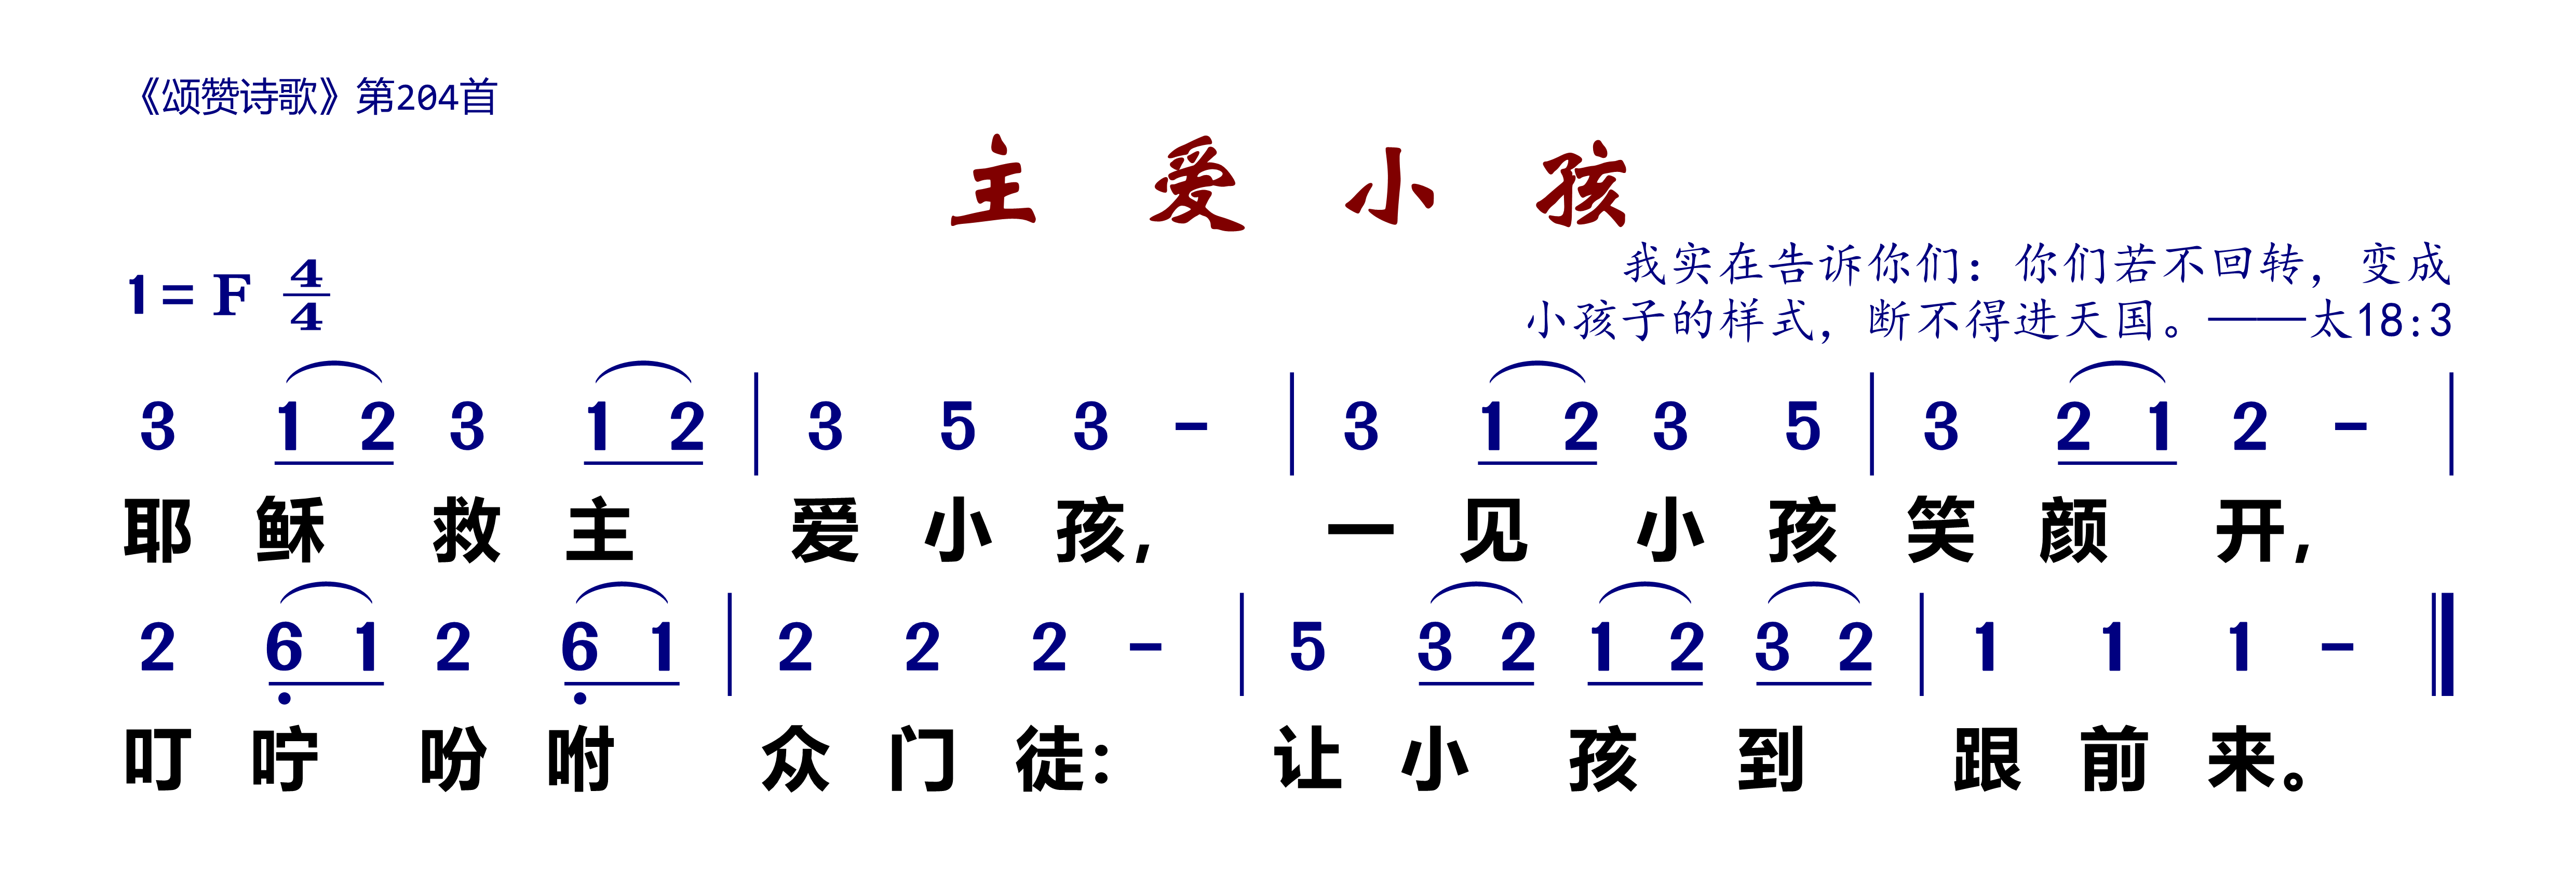 《颂赞诗歌》第204首
主 爱 小 孩
1 = F 4/4
我实在告诉你们：你们若不回转，变成
小孩子的样式，断不得进天国。——太18:3
3 1 2 3 1 2 | 3 5 3 - | 3 1 2 3 5 | 3 2 1 2 - |
耶 稣 救 主 爱 小 孩， 一 见 小 孩 笑 颜 开，
2 6 1 2 6 1 | 2 2 2 - | 5 3 2 1 2 3 2 | 1 1 1 - ‖
叮 咛 吩 咐 众 门 徒： 让 小 孩 到 跟 前 来。